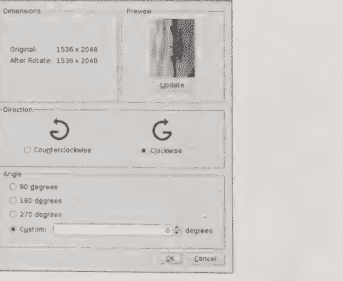 Dimensions
Original: 1536 x 2048
After Rotate: 1536 x 2048
Preview
Update
Direction
Counterclockwise
Clockwise
Angle
90 degrees
180 degrees
270 degrees
Custom: 0 degrees
OK Cancel